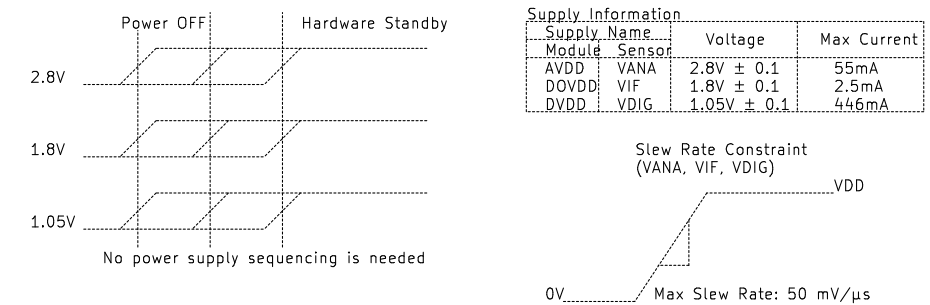 Power OFF
Hardware Standby
2.8V
1.8V
1.05V
No power supply sequencing is needed
Supply Information
Supply Name
Voltage
Max Current
Module
Sensor
AVDD VANA 2.8V ± 0.1 55mA
DOVDD VIF 1.8V ± 0.1 2.5mA
DVDD VDIG 1.05V ± 0.1 446mA
Slew Rate Constraint
(VANA, VIF, VDIG)
VDD
0V
Max Slew Rate: 50 mV/µs